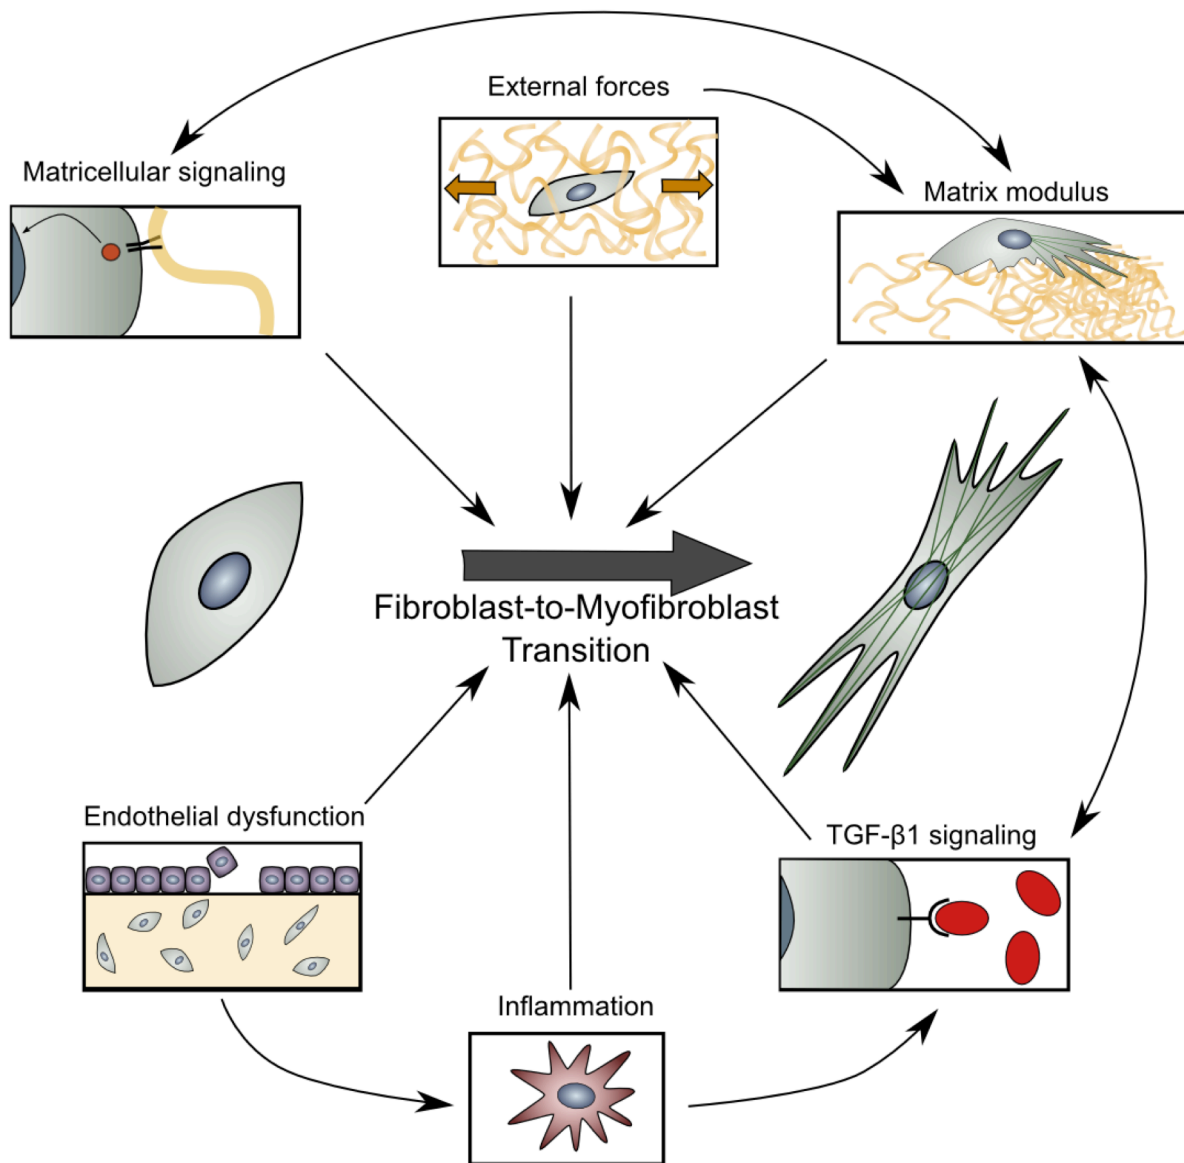 External forces
Matricellular signaling
Matrix modulus
Fibroblast-to-Myofibroblast
Transition
Endothelial dysfunction
TGF-β1 signaling
Inflammation